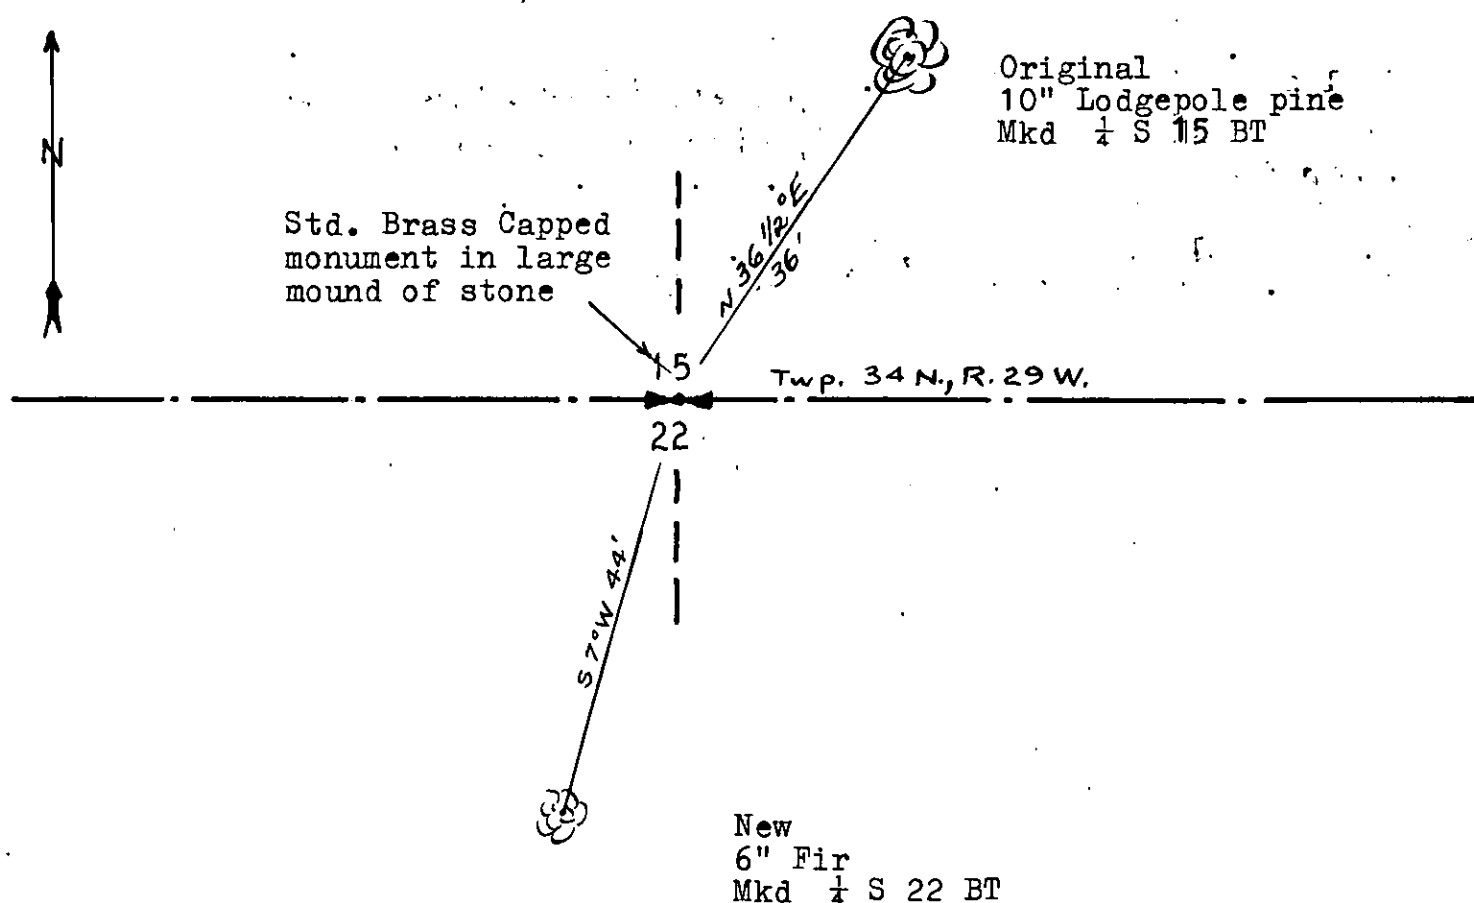 N
Original
10" Lodgepole pine
Mkd ¼ S 15 BT
Std. Brass Capped
monument in large
mound of stone
N 36 1/2° E
36'
15
Twp. 34 N., R. 29 W.
22
S 7° W 44'
New
6" Fir
Mkd ¼ S 22 BT